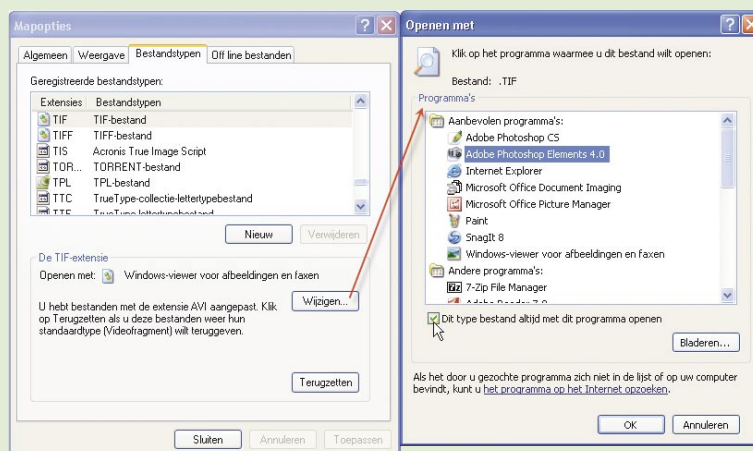 Mapopties
Algemeen Weergave Bestandstypen Off line bestanden
Geregistreerde bestandstypen:
Extensies Bestandstypen
TIF TIF-bestand
TIFF TIFF-bestand
TIS Acronis True Image Script
TOR... TORRENT-bestand
TPL TPL-bestand
TTC TrueType-collectie-lettertypebestand
TTF TrueType-lettertypebestand
Nieuw Verwijderen
De TIF-extensie
Openen met: Windows-viewer voor afbeeldingen en faxen
U hebt bestanden met de extensie AVI aangepast. Klik
op Terugzetten als u deze bestanden weer hun
standaardtype (Videofragment) wilt teruggeven.
Wijzigen...
Terugzetten
Sluiten Annuleren Toepassen
Openen met
Klik op het programma waarmee u dit bestand wilt openen:
Bestand: .TIF
Programma's
Aanbevolen programma's:
Adobe Photoshop CS
Adobe Photoshop Elements 4.0
Internet Explorer
Microsoft Office Document Imaging
Microsoft Office Picture Manager
Paint
SnagIt 8
Windows-viewer voor afbeeldingen en faxen
Andere programma's:
7-Zip File Manager
Adobe Reader 7.0
Dit type bestand altijd met dit programma openen
Bladeren...
Als het door u gezochte programma zich niet in de lijst of op uw computer
bevindt, kunt u het programma op het Internet opzoeken.
OK Annuleren